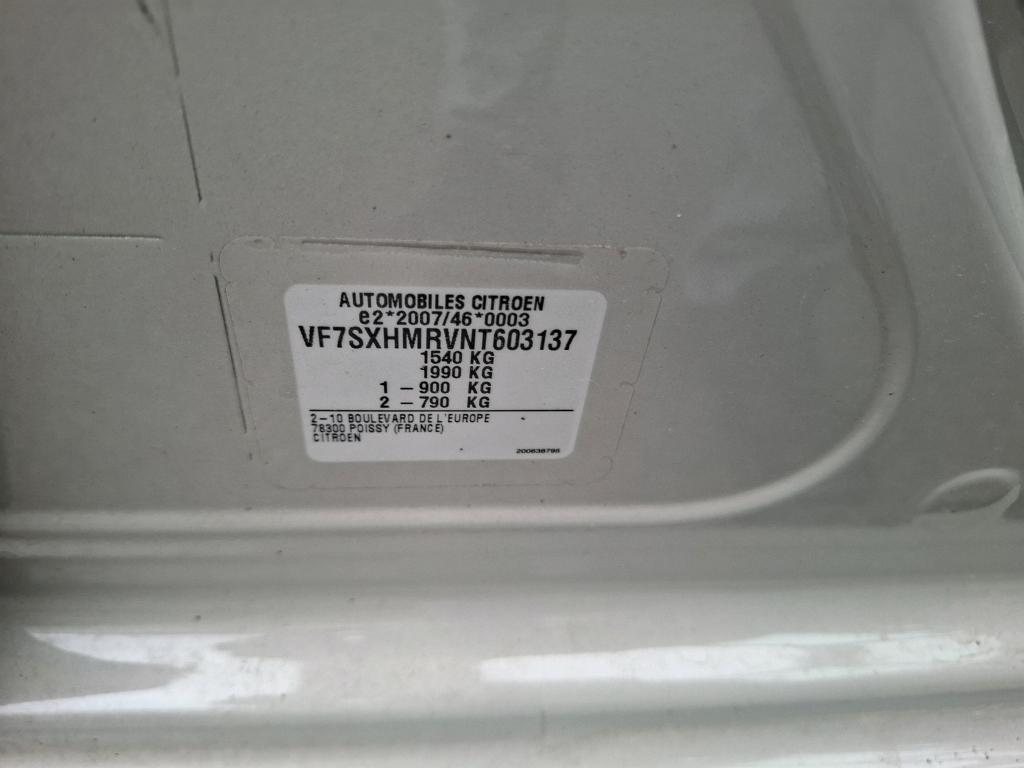 AUTOMOBILES CITROEN
e2*2007/46*0003
VF7SXHMRVNT603137
1540 KG
1990 KG
1 – 900 KG
2 – 790 KG
2–10 BOULEVARD DE L'EUROPE
78300 POISSY (FRANCE)
CITROEN
200638795